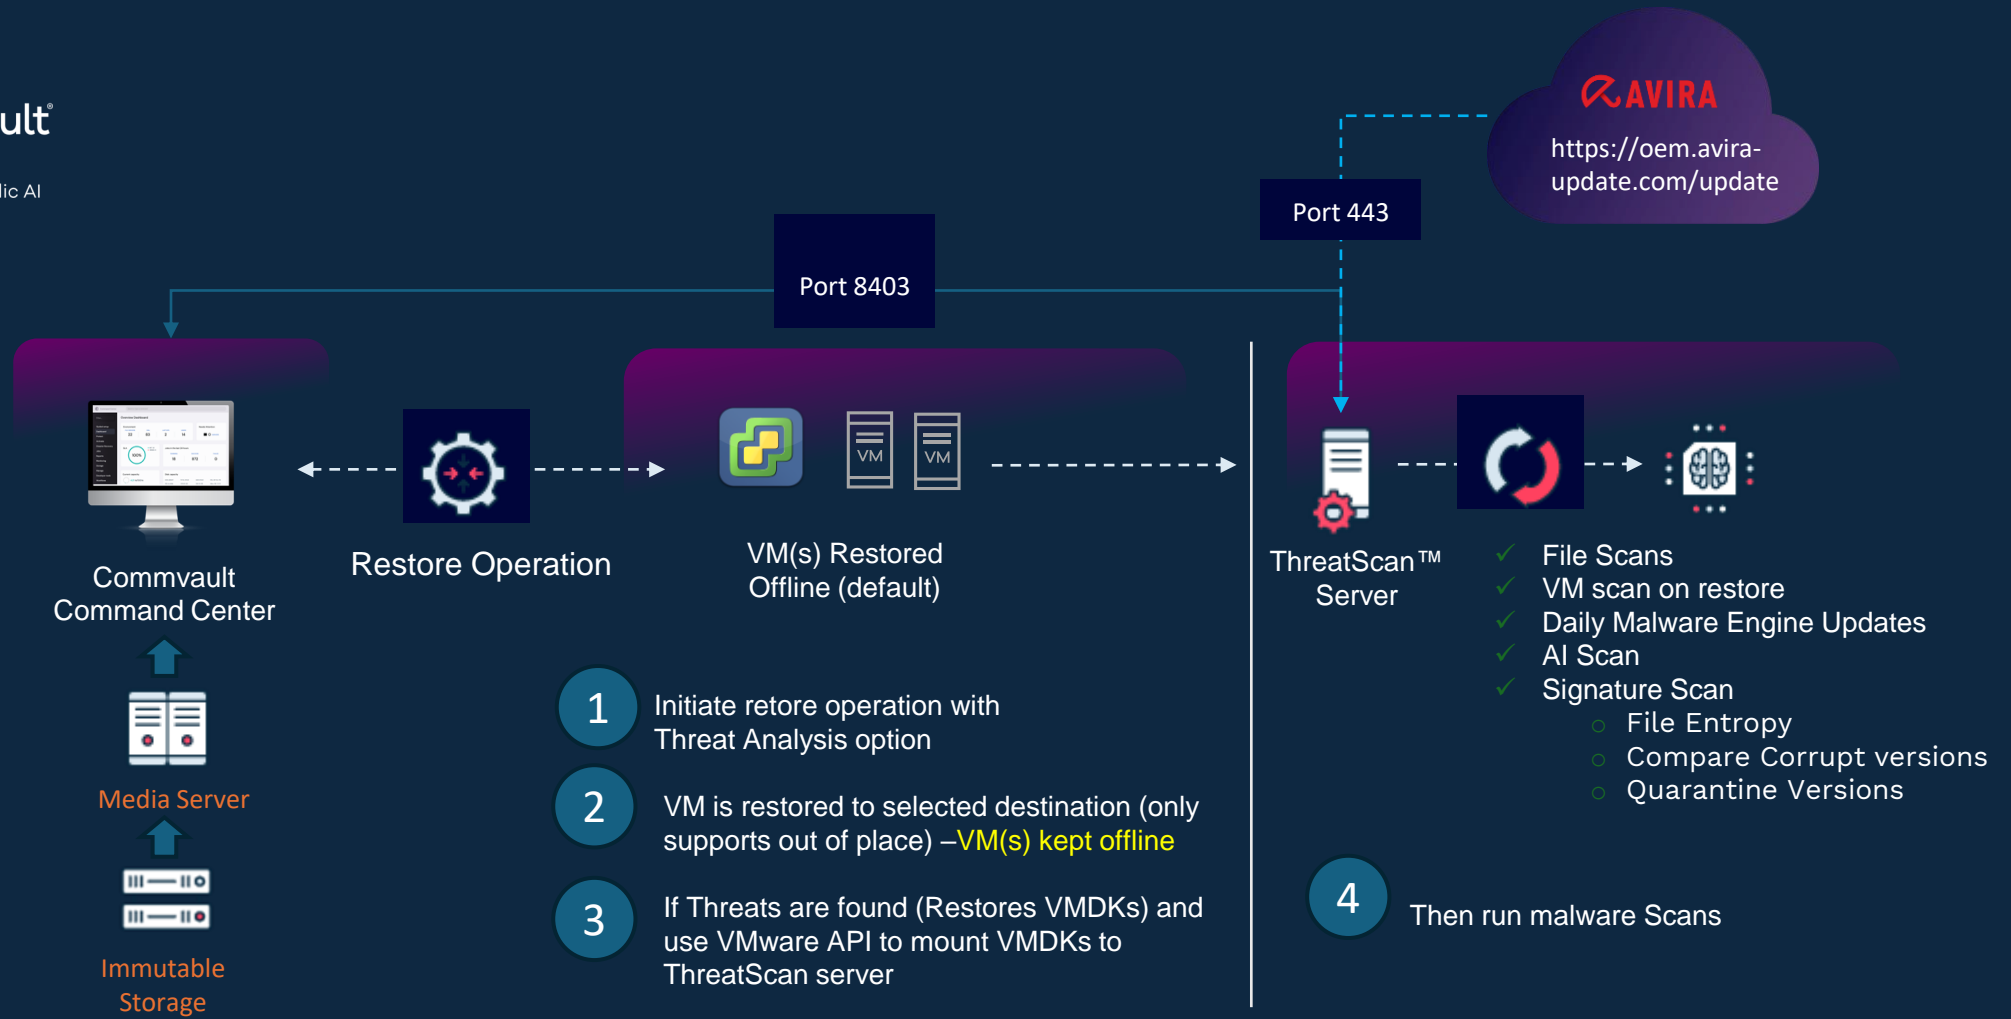 ult
lic AI
AVIRA
https://oem.avira-
update.com/update
Port 443
Port 8403
VM
VM
Commvault
Command Center
Restore Operation
VM(s) Restored
Offline (default)
ThreatScan™
Server
✓ File Scans
✓ VM scan on restore
✓ Daily Malware Engine Updates
✓ AI Scan
✓ Signature Scan
o File Entropy
o Compare Corrupt versions
o Quarantine Versions
Media Server
Immutable
Storage
1
Initiate retore operation with
Threat Analysis option
2
VM is restored to selected destination (only
supports out of place) –VM(s) kept offline
3
If Threats are found (Restores VMDKs) and
use VMware API to mount VMDKs to
ThreatScan server
4
Then run malware Scans